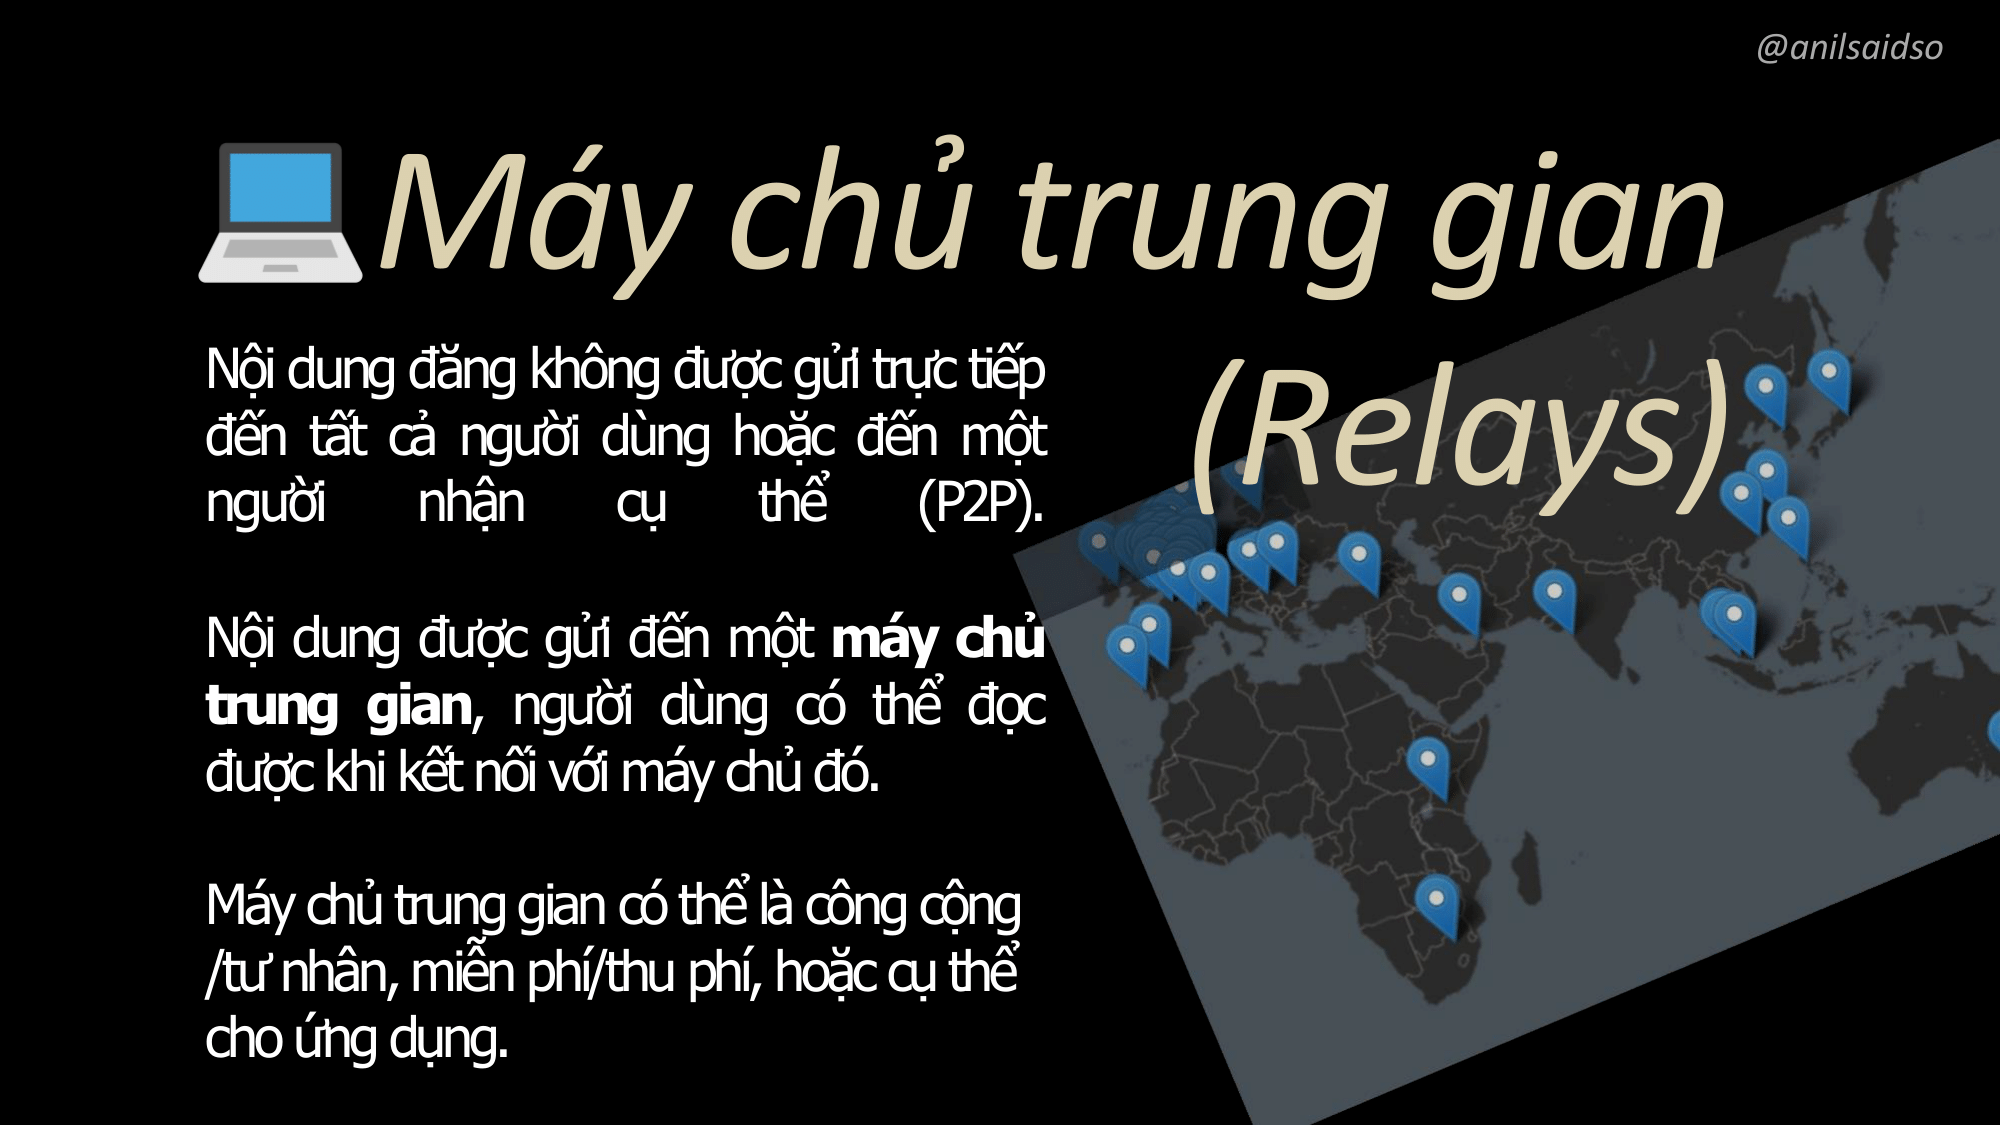 @anilsaidso
Máy chủ trung gian
(Relays)
Nội dung đăng không được gửi trực tiếp
đến tất cả người dùng hoặc đến một
người nhận cụ thể (P2P).
Nội dung được gửi đến một máy chủ
trung gian, người dùng có thể đọc
được khi kết nối với máy chủ đó.
Máy chủ trung gian có thể là công cộng
/tư nhân, miễn phí/thu phí, hoặc cụ thể
cho ứng dụng.